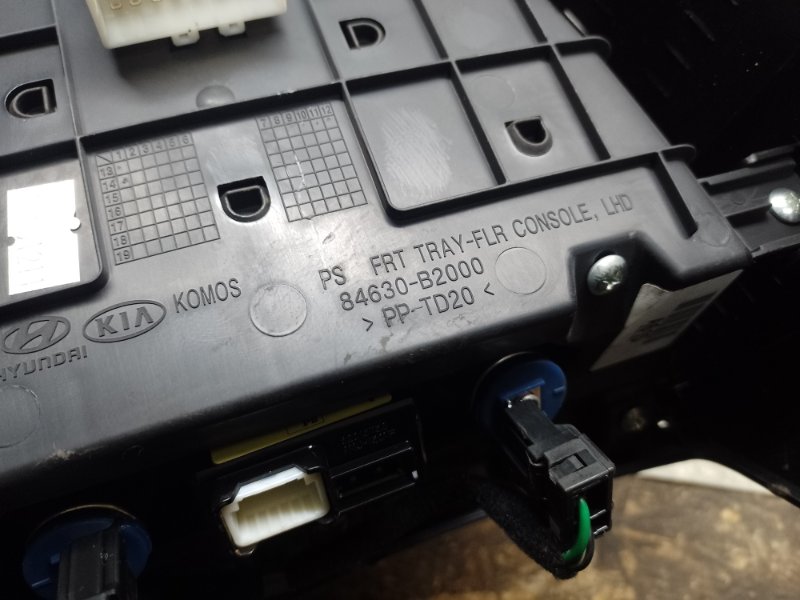 1 2 3 4 5 6
13
14
15
16
17
18
19
7 8 9 10 11 12
PS FRT TRAY-FLR CONSOLE, LHD
84630-B2000
> PP-TD20 <
HYUNDAI
KIA
KOMOS